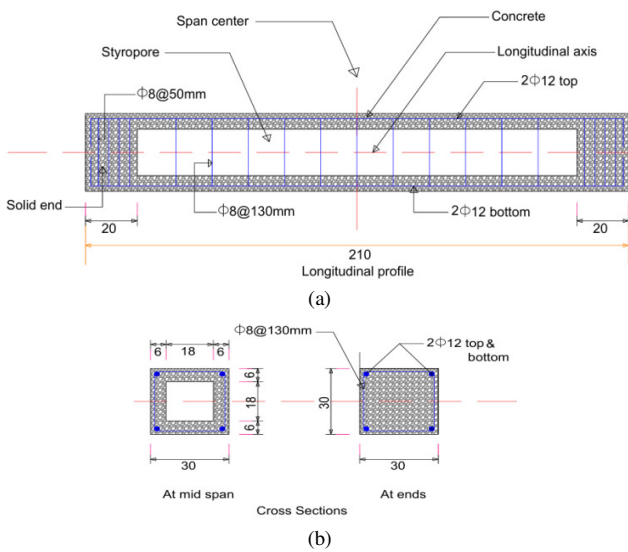 Span center
Concrete
Styropore
Longitudinal axis
Φ8@50mm
2Φ12 top
Solid end
Φ8@130mm
2Φ12 bottom
20
20
210
Longitudinal profile
(a)
Φ8@130mm
2Φ12 top &
bottom
6 18 6
6
18
6
30
30
30
At mid span
At ends
Cross Sections
(b)